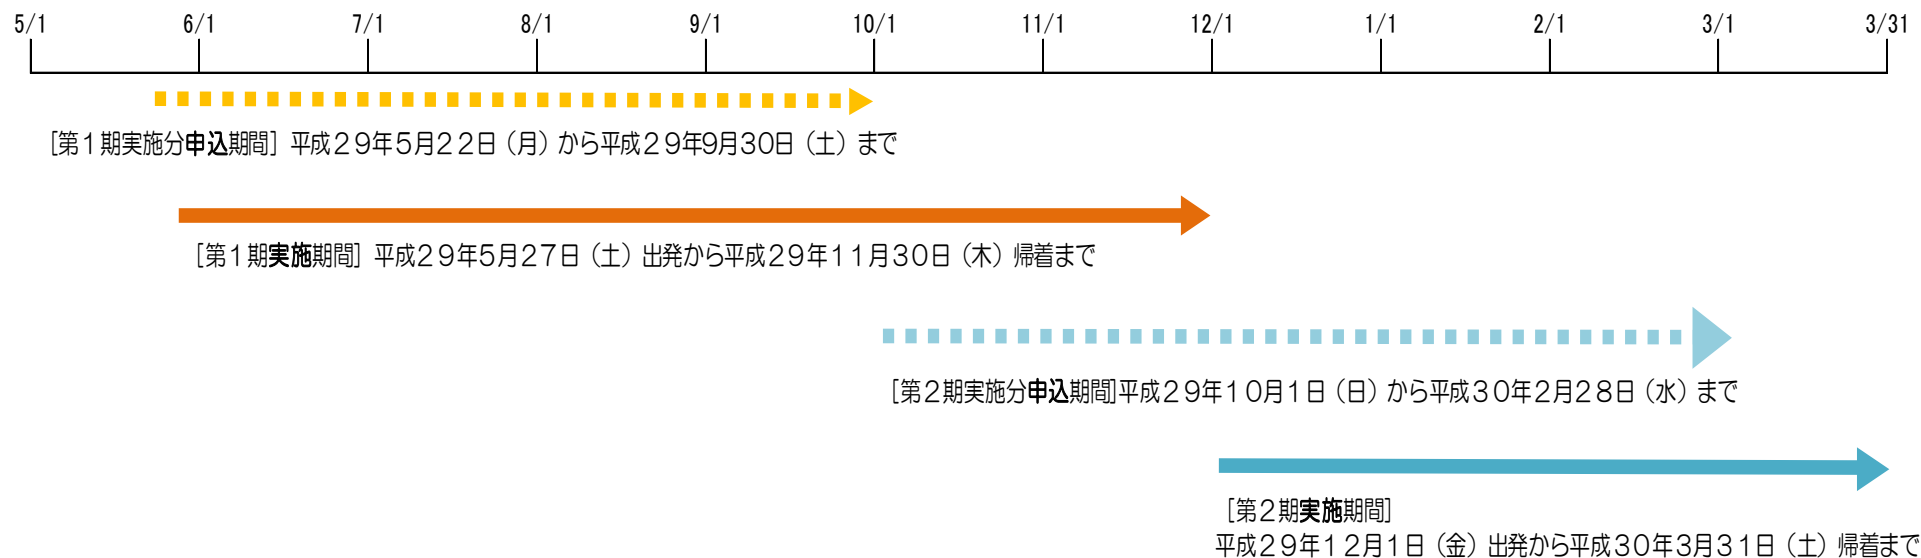 5/1 6/1 7/1 8/1 9/1 10/1 11/1 12/1 1/1 2/1 3/1 3/31
[第１期実施分申込期間] 平成２９年５月２２日（月）から平成２９年9月30日（土）まで
[第１期実施期間] 平成２９年５月２７日（土）出発から平成２９年１１月３０日（木）帰着まで
[第２期実施分申込期間]平成２９年１０月１日（日）から平成３０年２月２８日（水）まで
[第２期実施期間]
平成２９年１２月１日（金）出発から平成３０年３月３１日（土）帰着まで